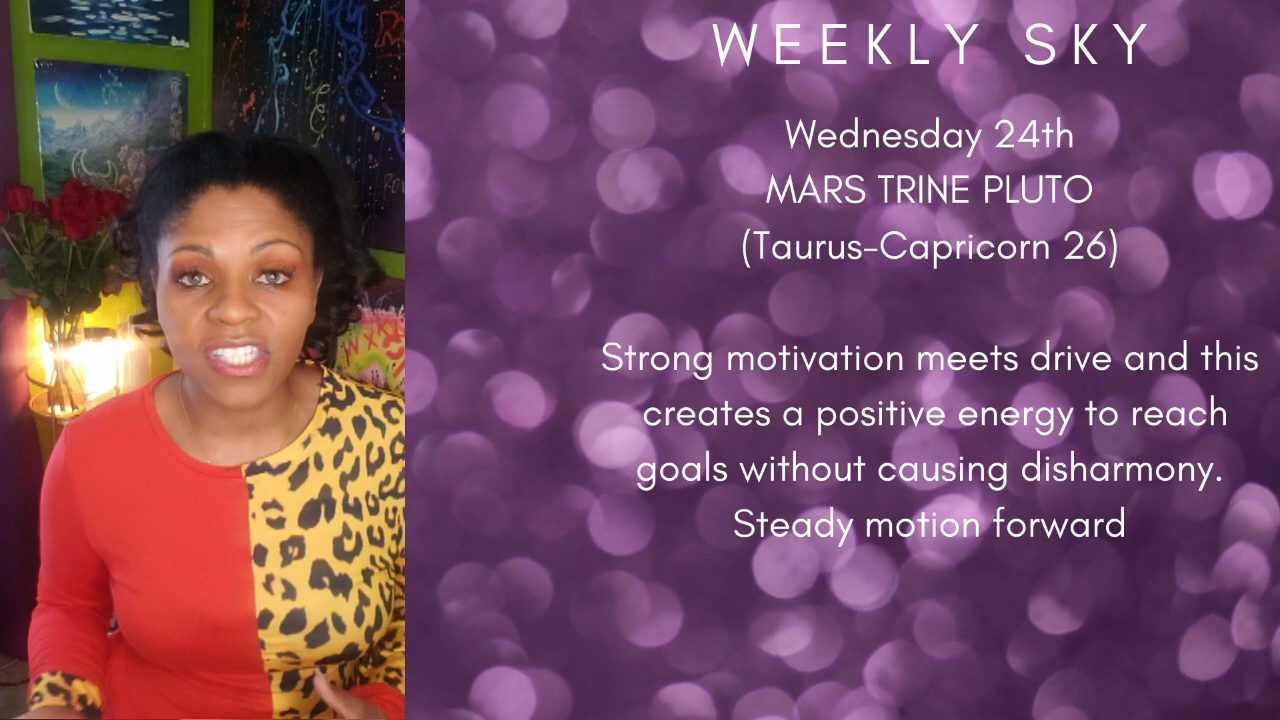 WEEKLY SKY
Wednesday 24th
MARS TRINE PLUTO
(Taurus-Capricorn 26)
Strong motivation meets drive and this
creates a positive energy to reach
goals without causing disharmony.
Steady motion forward